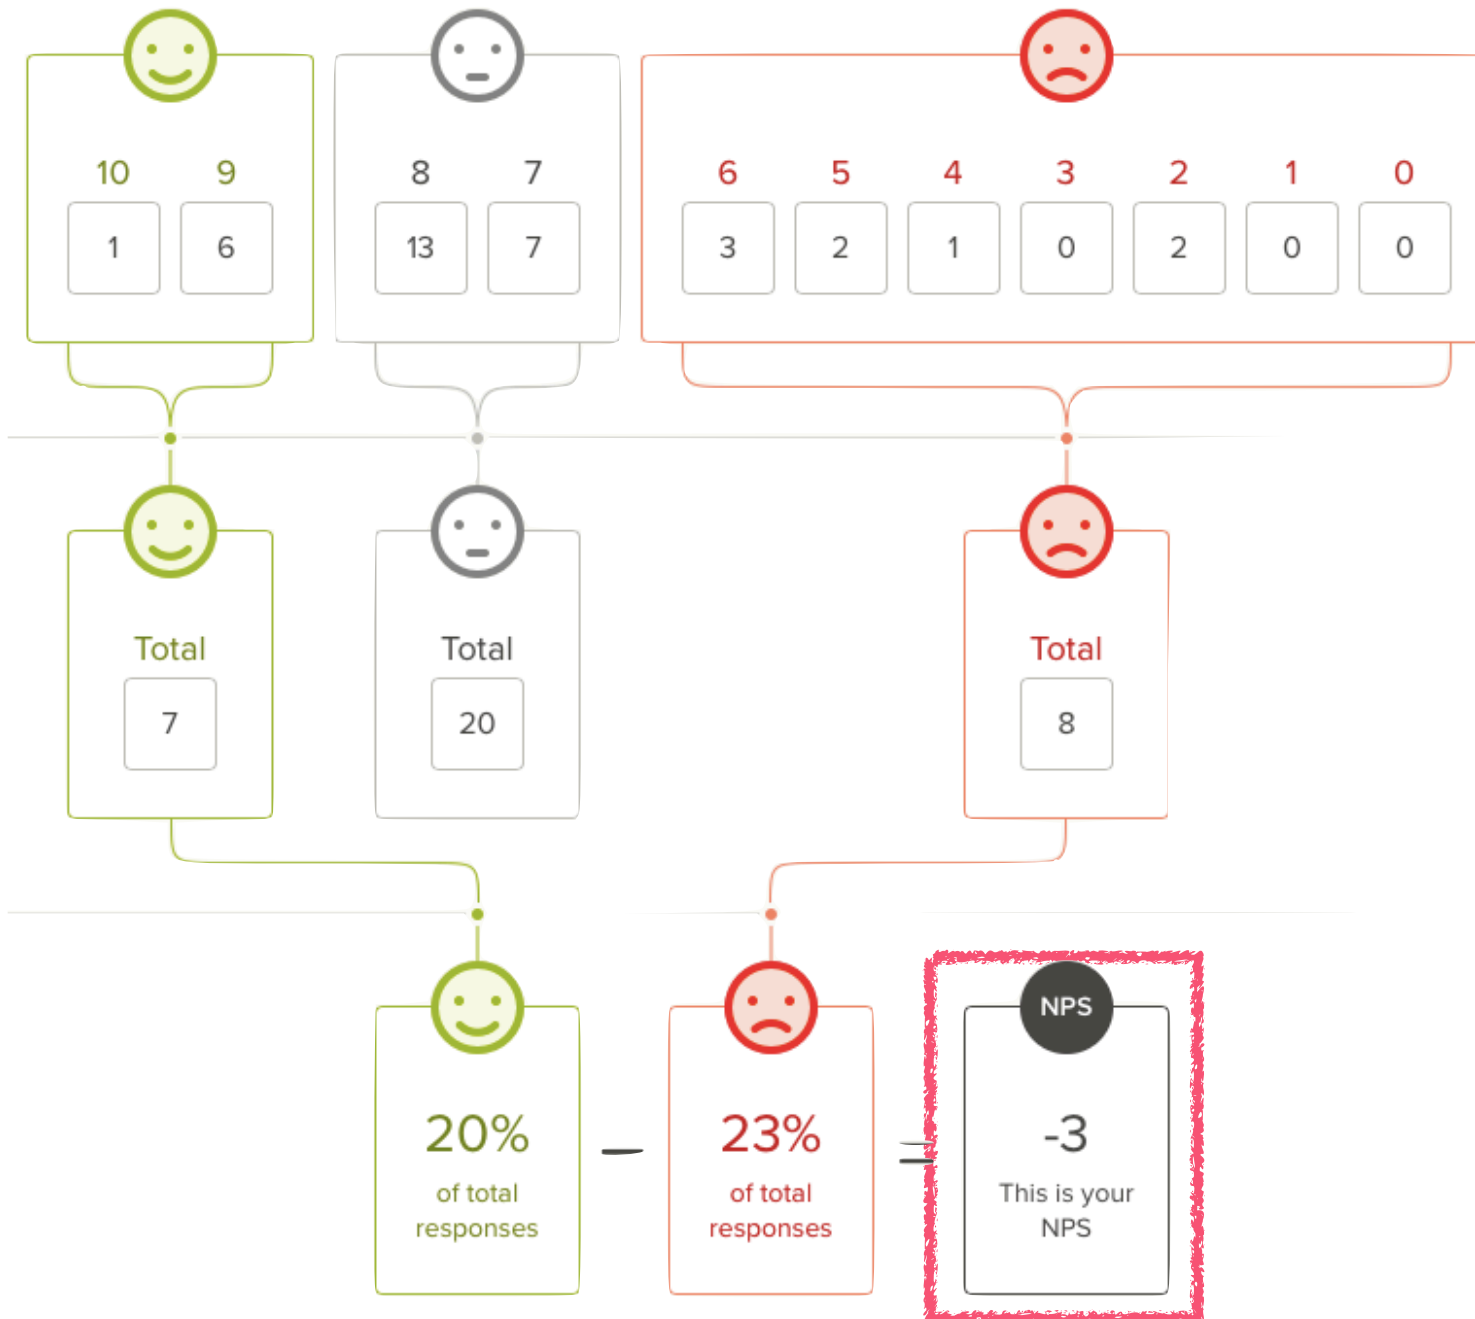 10 9 8 7 6 5 4 3 2 1 0
1 6 13 7 3 2 1 0 2 0 0
Total Total Total
7 20 8
NPS
20% – 23% = -3
of total of total This is your
responses responses NPS